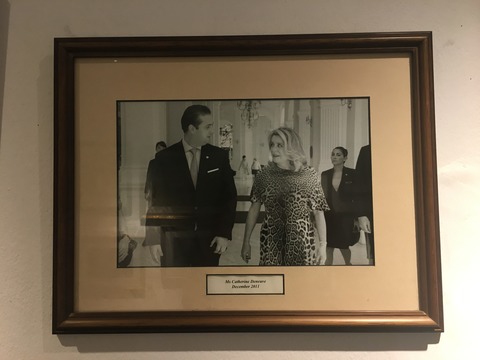 Ms Catherine Deneuve
December 2011